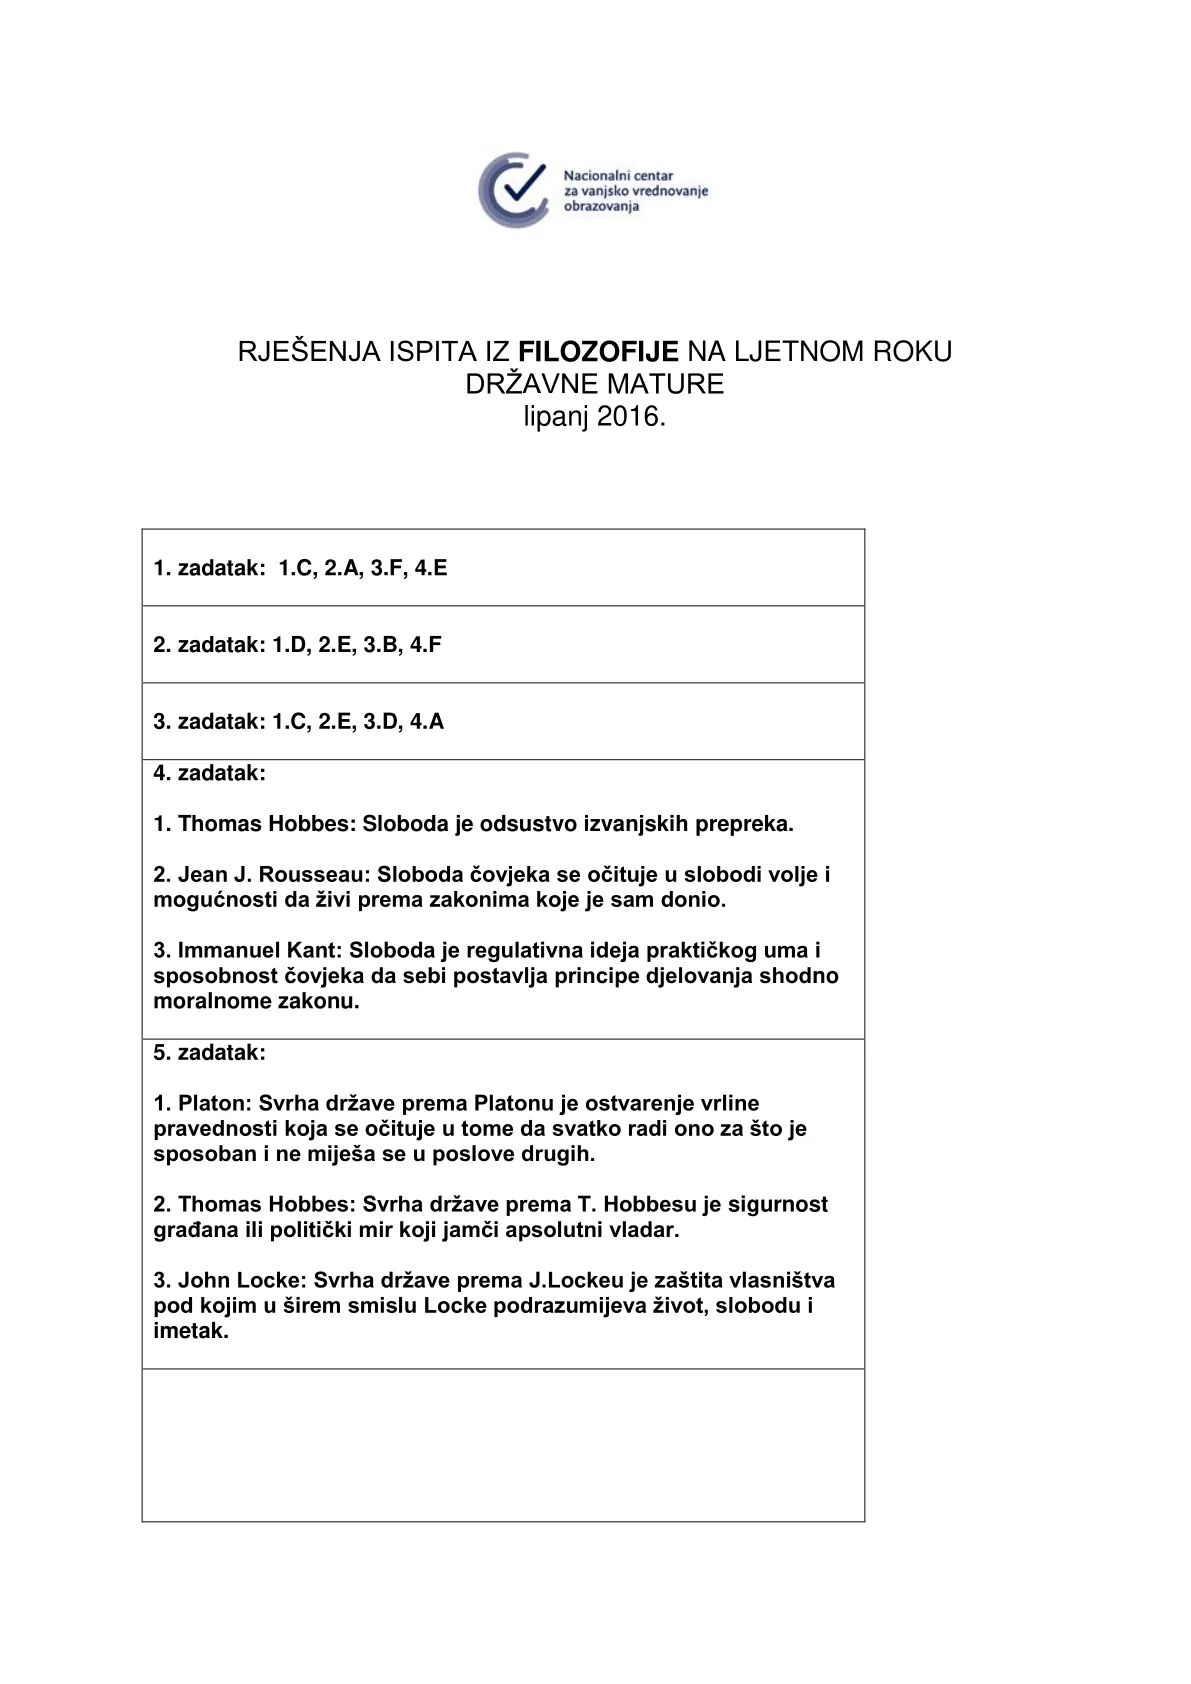 Nacionalni centar
za vanjsko vrednovanje
obrazovanja
RJEŠENJA ISPITA IZ FILOZOFIJE NA LJETNOM ROKU
DRŽAVNE MATURE
lipanj 2016.
1. zadatak:  1.C, 2.A, 3.F, 4.E
2. zadatak: 1.D, 2.E, 3.B, 4.F
3. zadatak: 1.C, 2.E, 3.D, 4.A
4. zadatak:
1. Thomas Hobbes: Sloboda je odsustvo izvanjskih prepreka.
2. Jean J. Rousseau: Sloboda čovjeka se očituje u slobodi volje i
mogućnosti da živi prema zakonima koje je sam donio.
3. Immanuel Kant: Sloboda je regulativna ideja praktičkog uma i
sposobnost čovjeka da sebi postavlja principe djelovanja shodno
moralnome zakonu.
5. zadatak:
1. Platon: Svrha države prema Platonu je ostvarenje vrline
pravednosti koja se očituje u tome da svatko radi ono za što je
sposoban i ne miješa se u poslove drugih.
2. Thomas Hobbes: Svrha države prema T. Hobbesu je sigurnost
građana ili politički mir koji jamči apsolutni vladar.
3. John Locke: Svrha države prema J.Lockeu je zaštita vlasništva
pod kojim u širem smislu Locke podrazumijeva život, slobodu i
imetak.